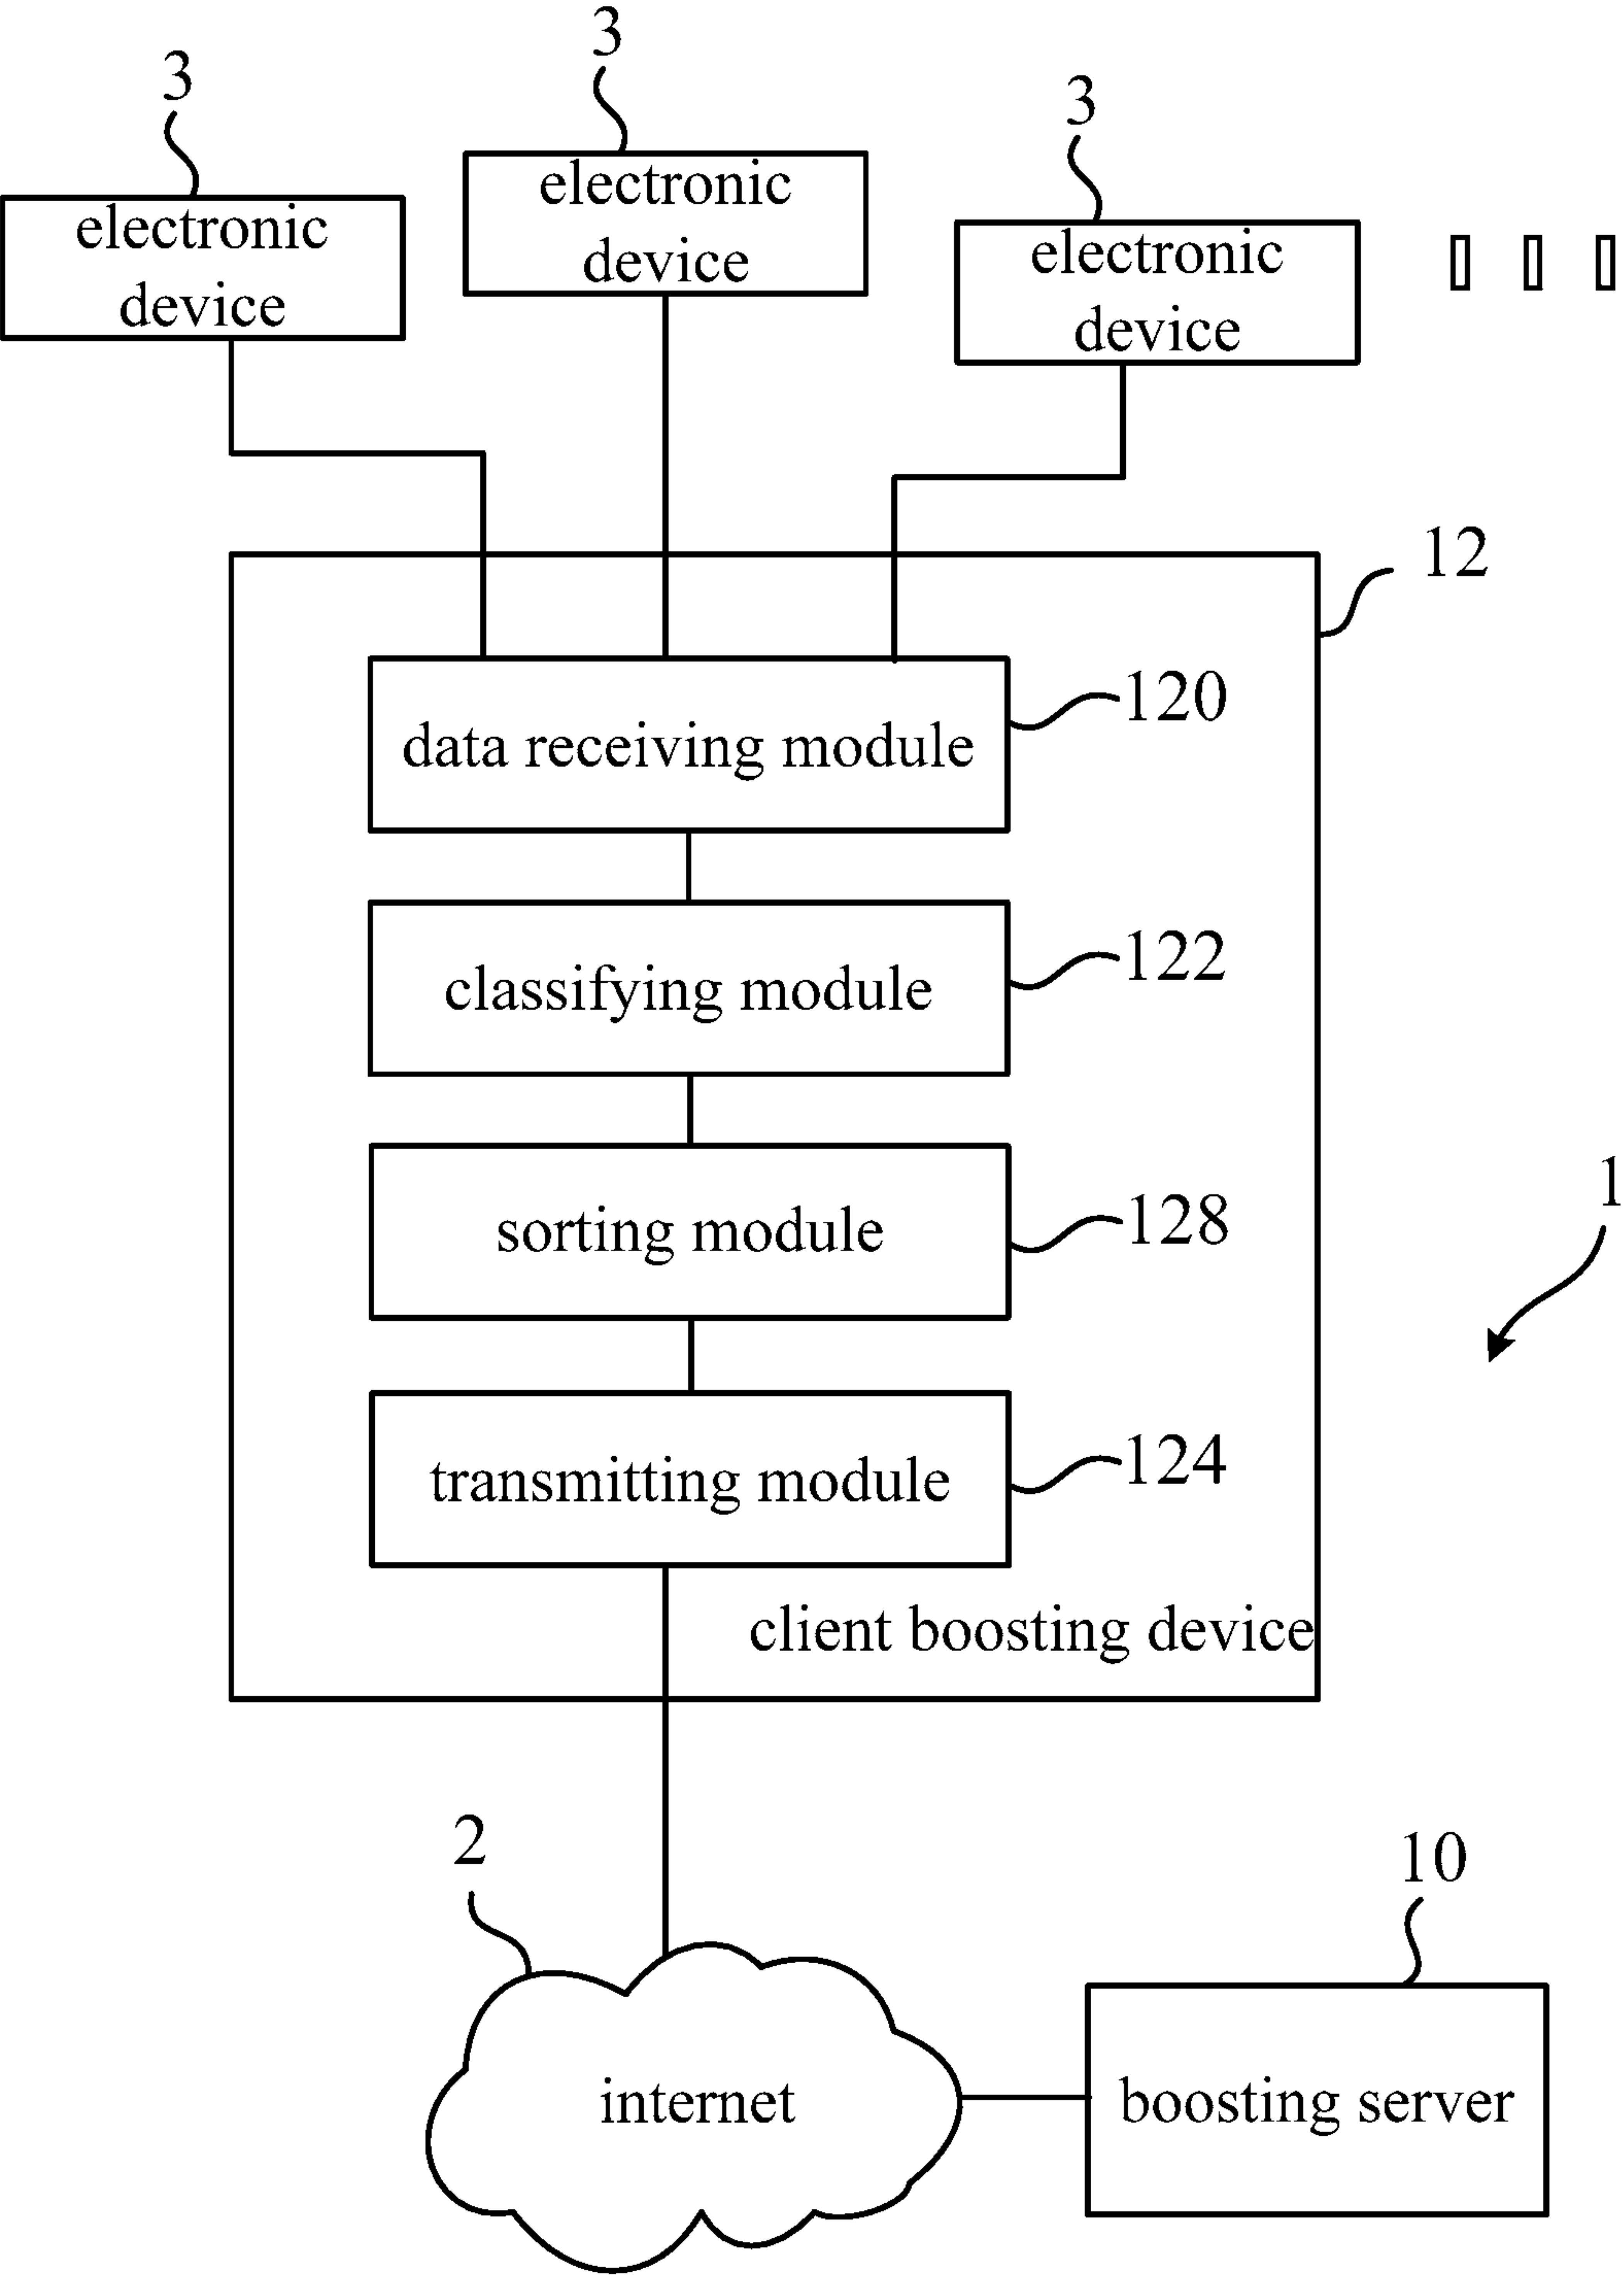 3
3
3
electronic
device
electronic
device
electronic
device
12
data receiving module
120
classifying module
122
sorting module
128
1
transmitting module
124
client boosting device
2
10
internet
boosting server